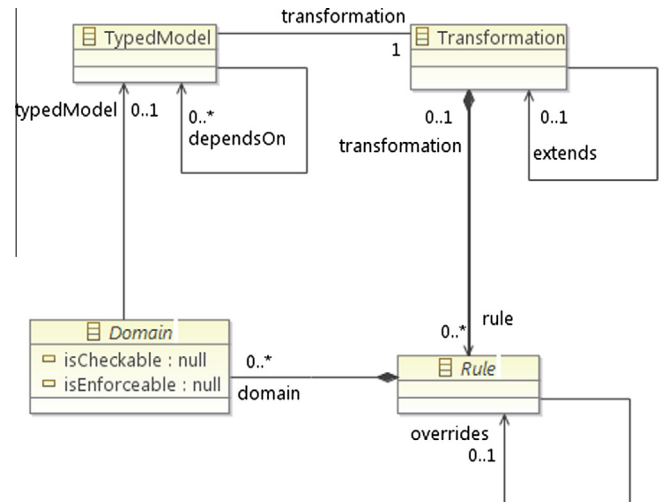 transformation
TypedModel
Transformation
1
typedModel
0..1
0..*
dependsOn
0..1
transformation
0..1
extends
rule
0..*
Domain
isCheckable : null
isEnforceable : null
0..*
domain
Rule
overrides
0..1